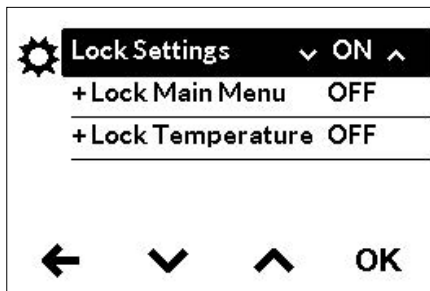 Lock Settings ON
+ Lock Main Menu OFF
+ Lock Temperature OFF
OK